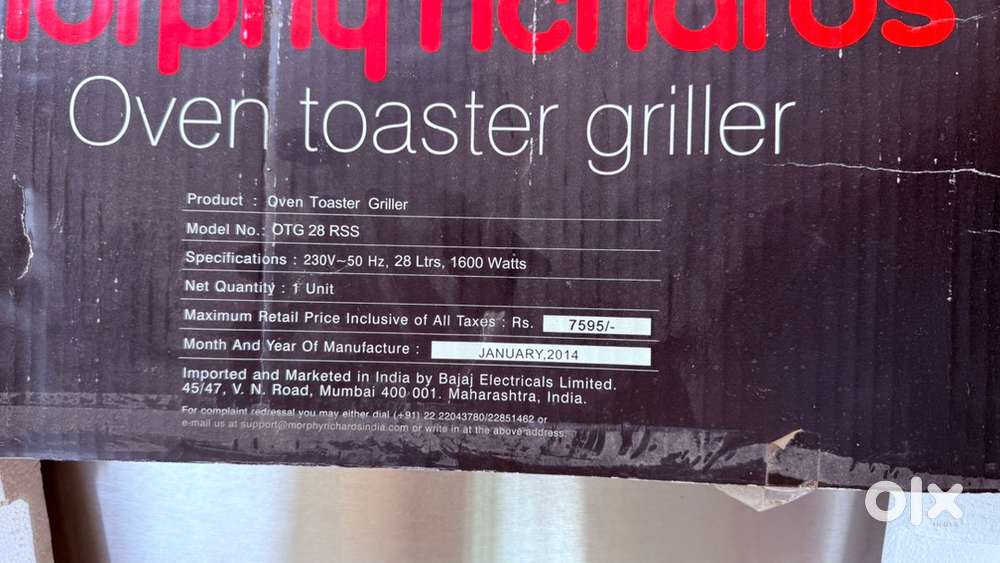 morphy richards
Oven toaster griller
Product : Oven Toaster Griller
Model No.: OTG 28 RSS
Specifications : 230V~50 Hz, 28 Ltrs, 1600 Watts
Net Quantity : 1 Unit
Maximum Retail Price Inclusive of All Taxes : Rs. 7595/-
Month And Year Of Manufacture : JANUARY,2014
Imported and Marketed in India by Bajaj Electricals Limited.
45/47, V. N. Road, Mumbai 400 001. Maharashtra, India.
For complaint redressal you may either dial (+91) 22 22043780/22851462 or
e-mail us at support@morphyrichardsindia.com or write in at the above address.
olx
INDIA